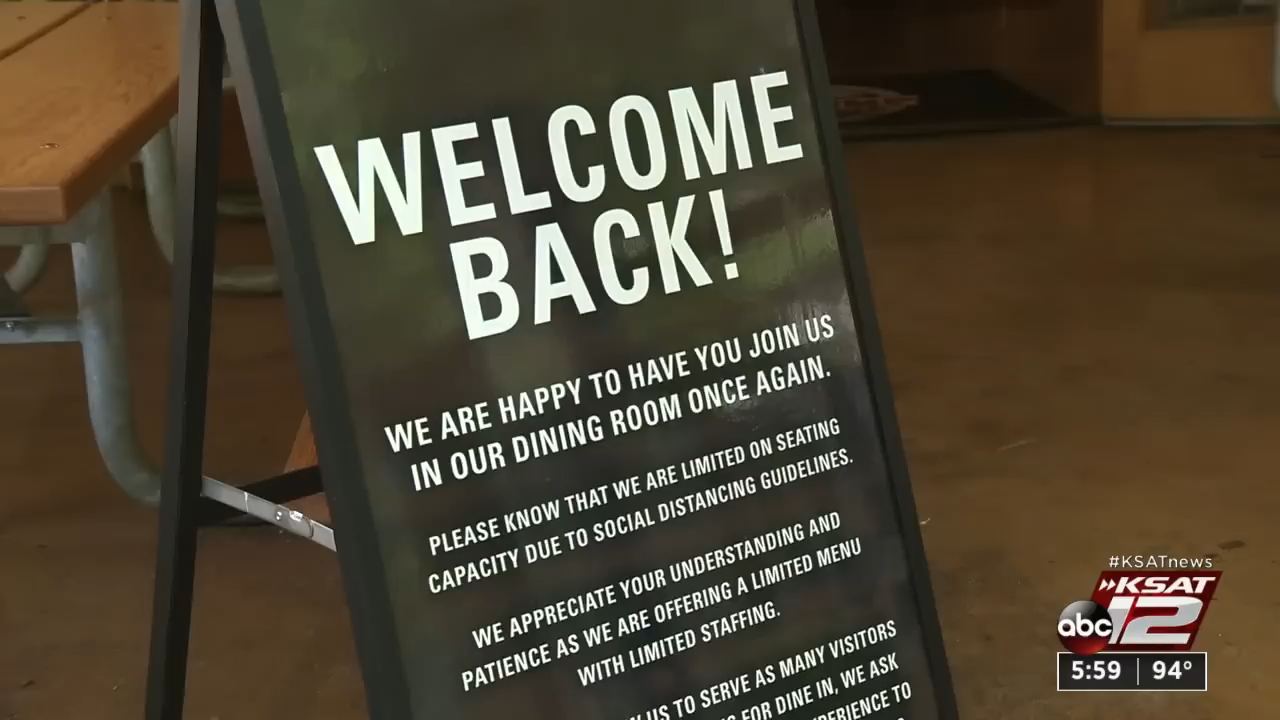 WELCOME
BACK!
WE ARE HAPPY TO HAVE YOU JOIN US
IN OUR DINING ROOM ONCE AGAIN.
PLEASE KNOW THAT WE ARE LIMITED ON SEATING
CAPACITY DUE TO SOCIAL DISTANCING GUIDELINES.
WE APPRECIATE YOUR UNDERSTANDING AND
PATIENCE AS WE ARE OFFERING A LIMITED MENU
WITH LIMITED STAFFING.
US TO SERVE AS MANY VISITORS
FOR DINE IN, WE ASK
TO
#KSATnews
KSAT
abc 12
5:59 94°